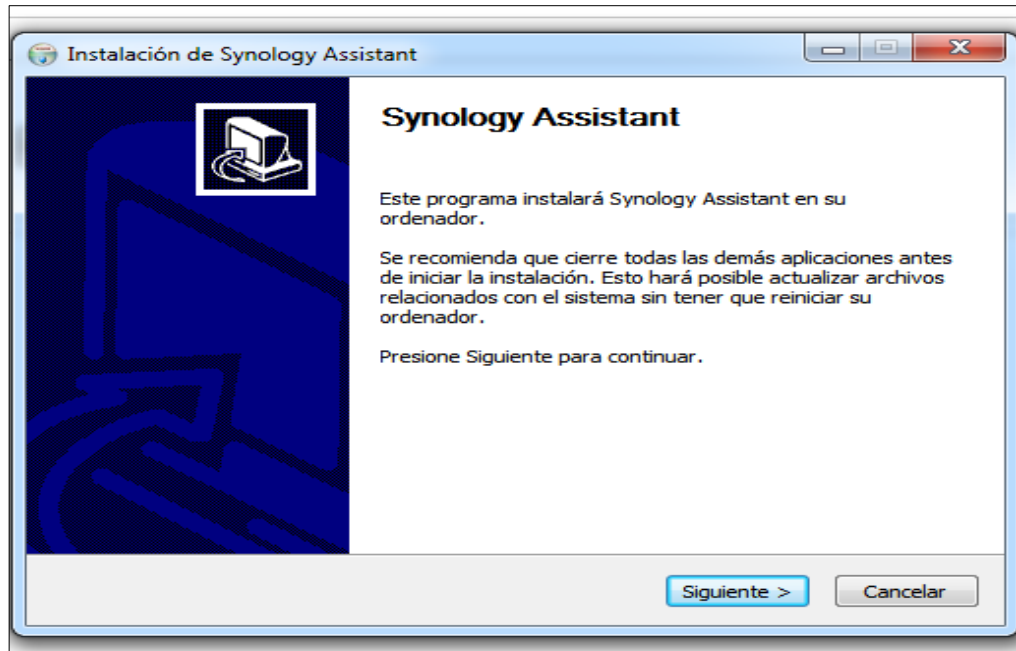 Instalación de Synology Assistant
Synology Assistant
Este programa instalará Synology Assistant en su
ordenador.
Se recomienda que cierre todas las demás aplicaciones antes
de iniciar la instalación. Esto hará posible actualizar archivos
relacionados con el sistema sin tener que reiniciar su
ordenador.
Presione Siguiente para continuar.
Siguiente >
Cancelar